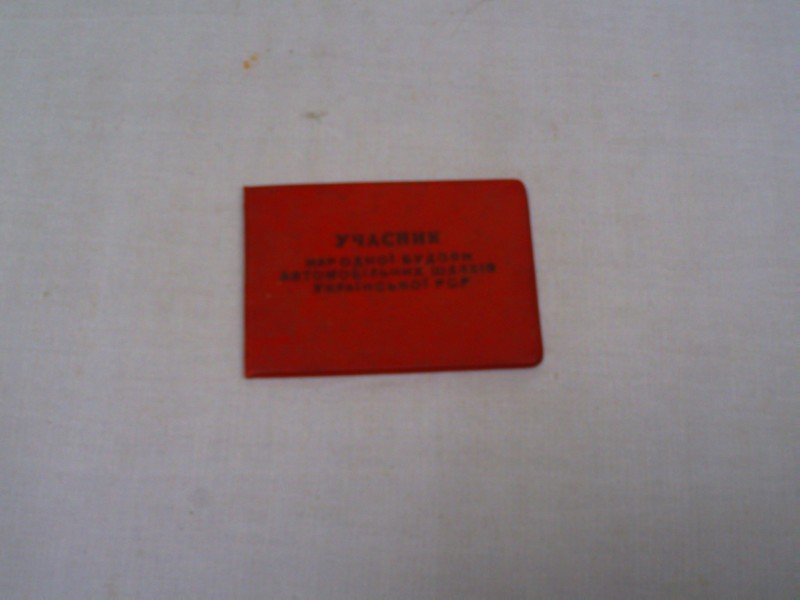 УЧАСНИК
НАРОДНОЇ БУДОВИ
АВТОМОБІЛЬНИХ ШЛЯХІВ
УКРАЇНСЬКОЇ РСР